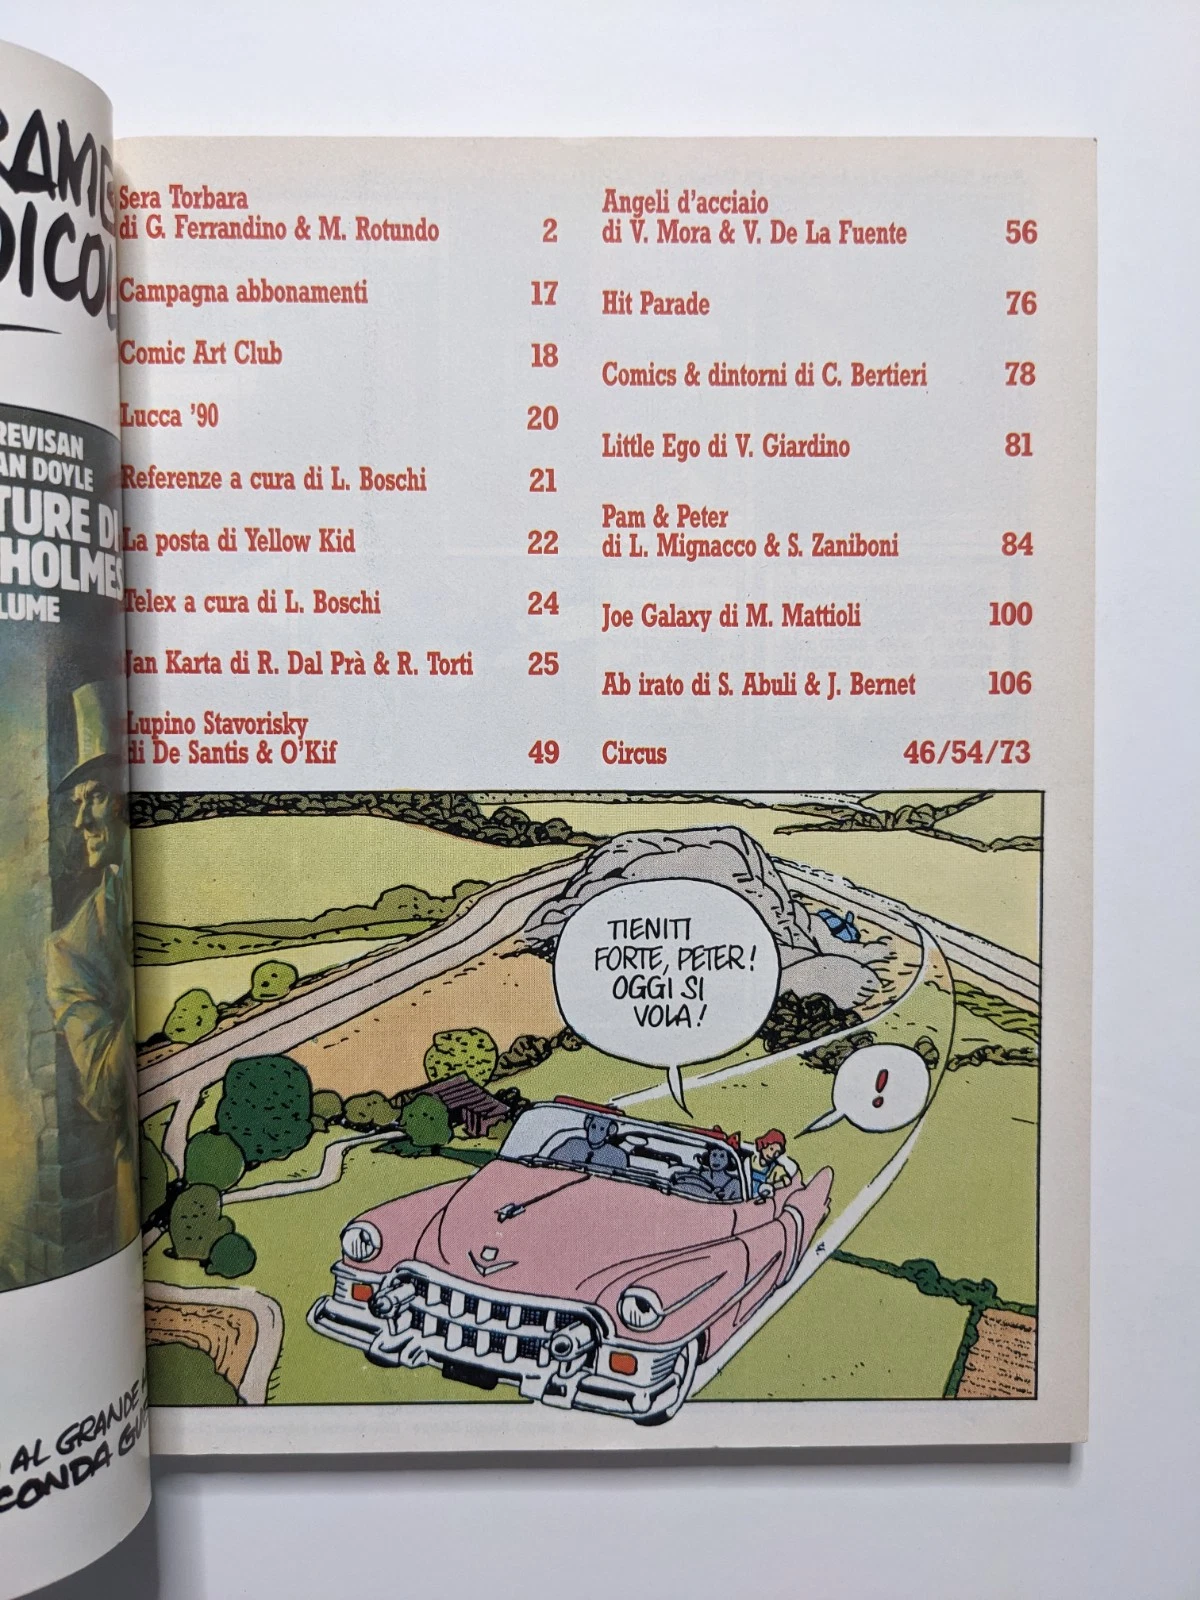 REVISAN
AN DOYLE
TURE DI
HOLMES
LUME
AL GRANDE
Sera Torbara
di G. Ferrandino & M. Rotundo 2
Campagna abbonamenti 17
Comic Art Club 18
Lucca '90 20
Referenze a cura di L. Boschi 21
La posta di Yellow Kid 22
Telex a cura di L. Boschi 24
Jan Karta di R. Dal Prà & R. Torti 25
Lupino Stavorisky
di De Santis & O'Kif 49
Angeli d'acciaio
di V. Mora & V. De La Fuente 56
Hit Parade 76
Comics & dintorni di C. Bertieri 78
Little Ego di V. Giardino 81
Pam & Peter
di L. Mignacco & S. Zaniboni 84
Joe Galaxy di M. Mattioli 100
Ab irato di S. Abuli & J. Bernet 106
Circus 46/54/73
TIENITI
FORTE, PETER!
OGGI SI
VOLA!
!